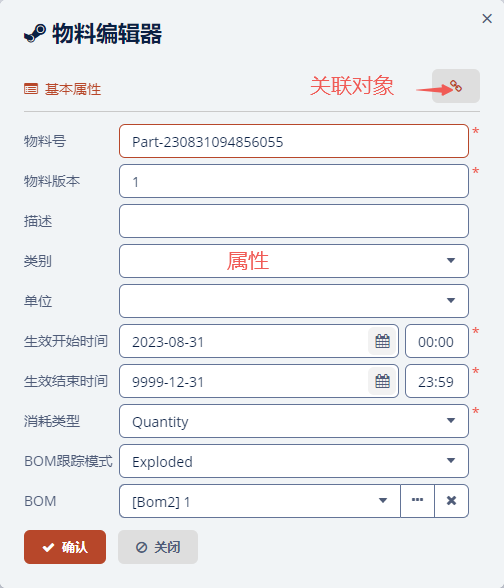 物料编辑器
基本属性
关联对象
物料号 Part-230831094856055 *
物料版本 1 *
描述
类别 属性
单位
生效开始时间 2023-08-31 00:00 *
生效结束时间 9999-12-31 23:59 *
消耗类型 Quantity *
BOM跟踪模式 Exploded
BOM [Bom2] 1 ...
确认 关闭